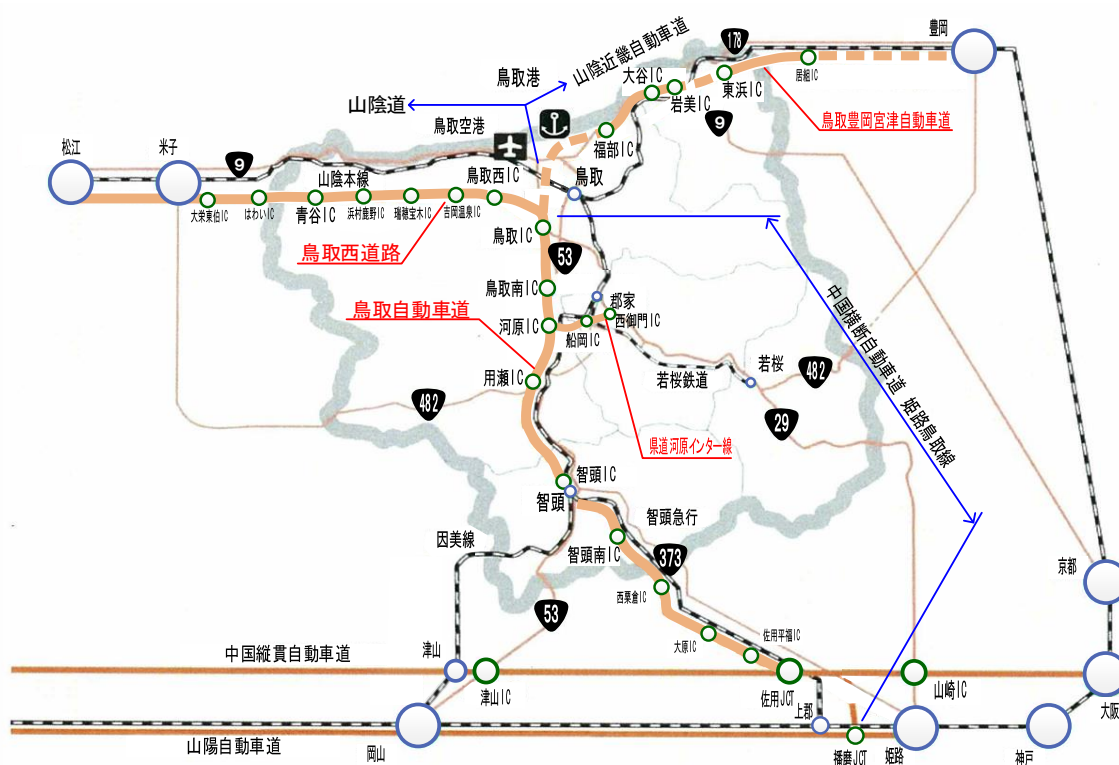 豊岡
178
山陰近畿自動車道
鳥取港
大谷IC
岩美IC
東浜IC
居組IC
山陰道
鳥取豊岡宮津自動車道
9
鳥取空港
福部IC
松江
米子
9
山陰本線
鳥取西IC
鳥取
大栄東伯IC
はわいIC
青谷IC
浜村鹿野IC
瑞穂宝木IC
吉岡温泉IC
鳥取IC
鳥取西道路
53
鳥取南IC
鳥取自動車道
郡家
西御門IC
河原IC
船岡IC
中国横断自動車道 姫路鳥取線
用瀬IC
若桜鉄道
若桜
482
482
29
県道河原インター線
智頭IC
智頭
智頭急行
因美線
智頭南IC
373
京都
西粟倉IC
53
大原IC
佐用平福IC
中国縦貫自動車道
津山
津山IC
佐用JCT
山崎IC
大阪
上郡
山陽自動車道
岡山
播磨JCT
姫路
神戸